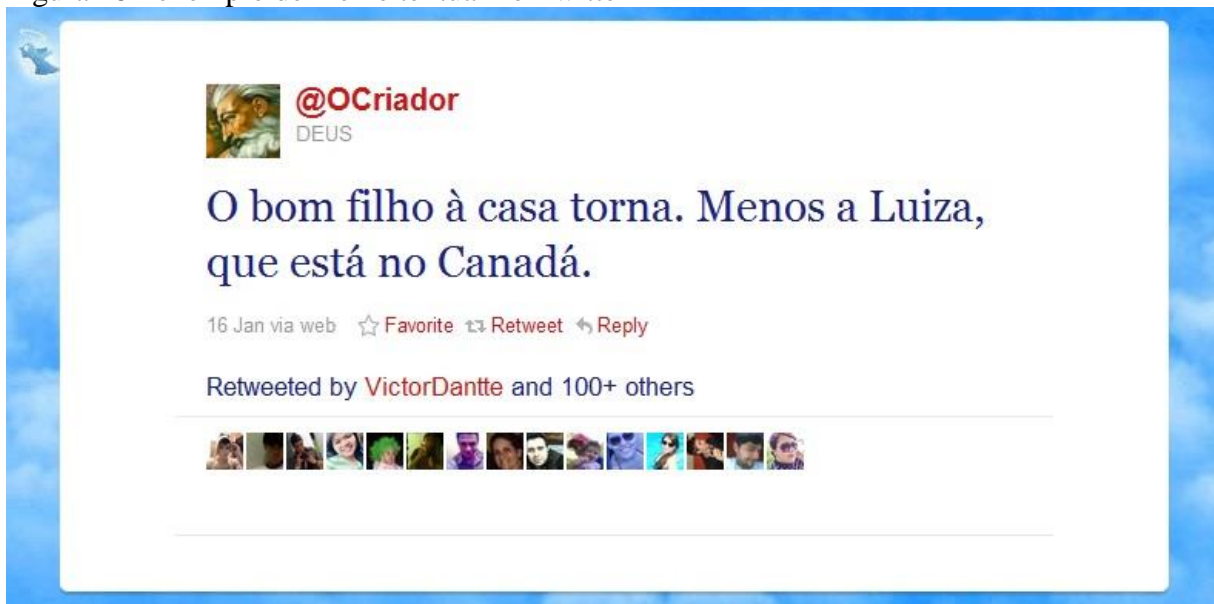 @OCriador
DEUS
O bom filho à casa torna. Menos a Luiza,
que está no Canadá.
16 Jan via web Favorite Retweet Reply
Retweeted by VictorDantte and 100+ others